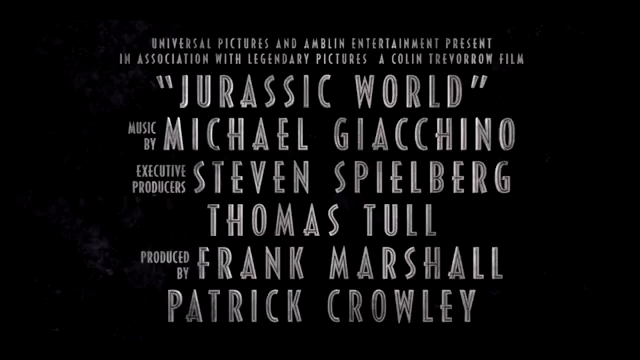 UNIVERSAL PICTURES AND AMBLIN ENTERTAINMENT PRESENT
IN ASSOCIATION WITH LEGENDARY PICTURES A COLIN TREVORROW FILM
"JURASSIC WORLD"
MUSIC BY MICHAEL GIACCHINO
EXECUTIVE PRODUCERS STEVEN SPIELBERG
THOMAS TULL
PRODUCED BY FRANK MARSHALL
PATRICK CROWLEY